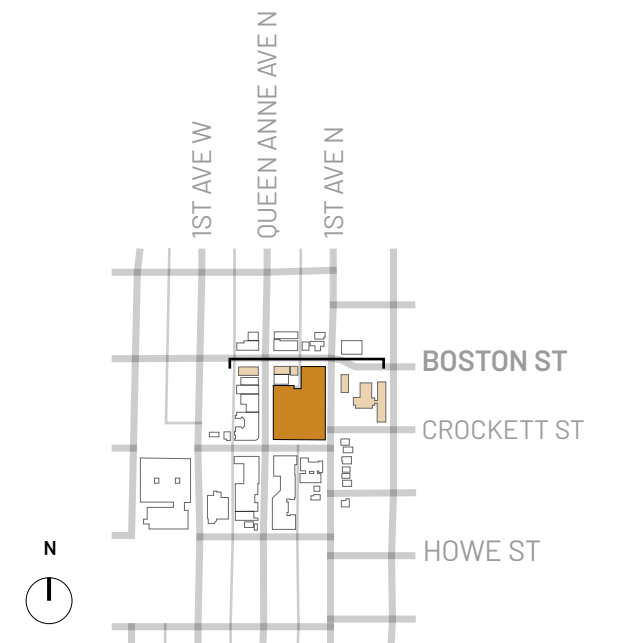 1ST AVE W
QUEEN ANNE AVE N
1ST AVE N
BOSTON ST
CROCKETT ST
HOWE ST
N